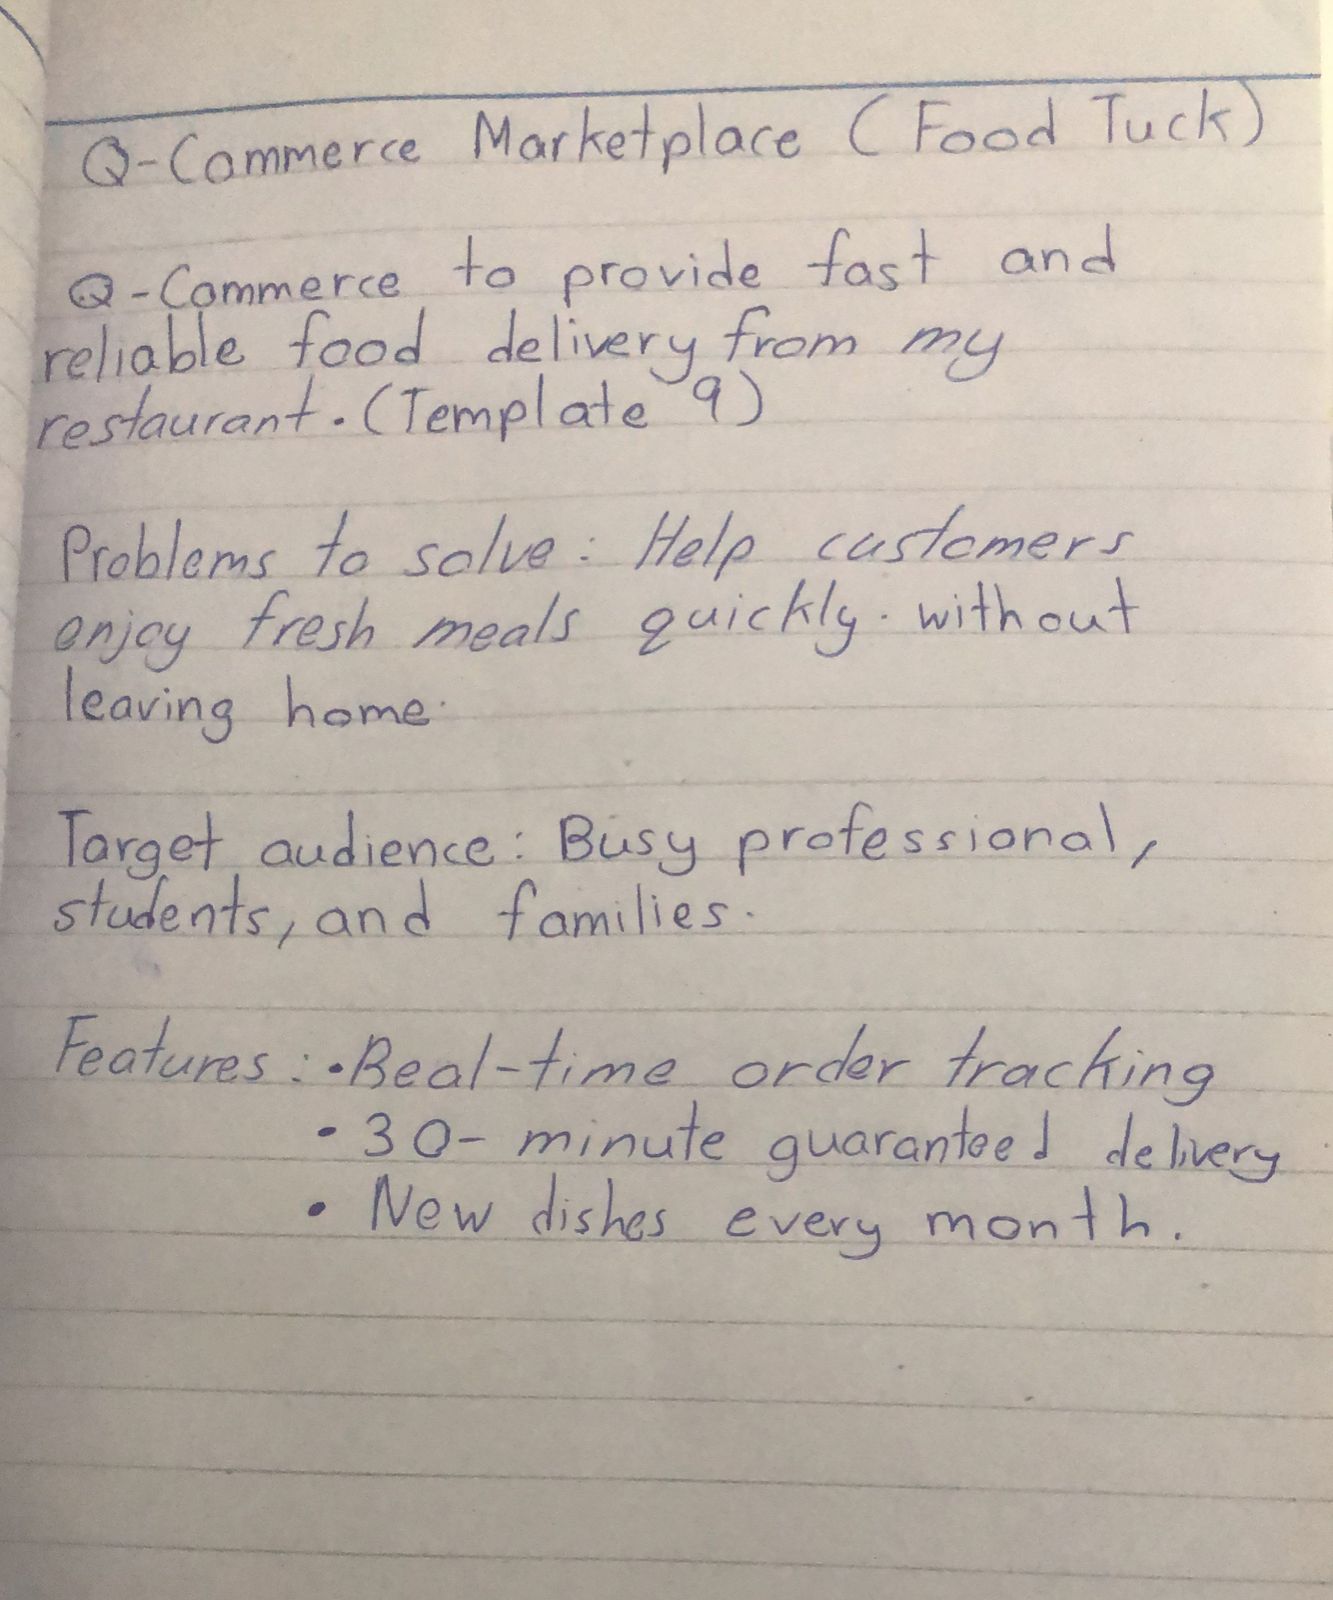 Q-Commerce Marketplace (Food Tuck)
Q-Commerce to provide fast and
reliable food delivery from my
restaurant. (Template 9)
Problems to solve: Help customers
enjoy fresh meals quickly. without
leaving home.
Target audience: Busy professional,
students, and families.
Features: • Real-time order tracking
• 30-minute guaranteed delivery
• New dishes every month.